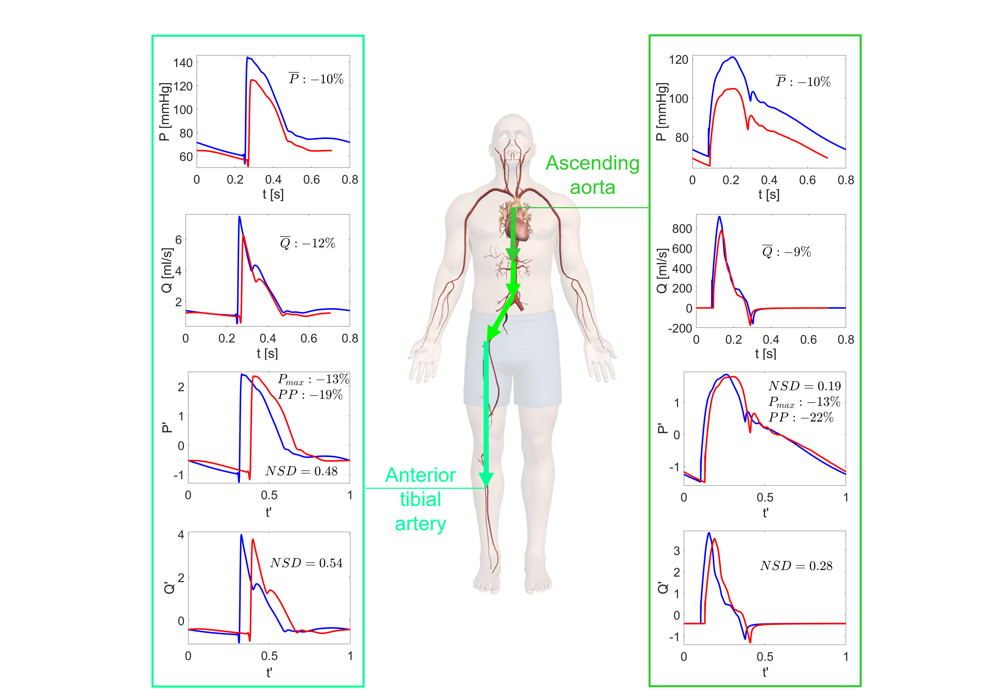 140
120
100
80
60
P [mmHg]
P : −10%
0 0.2 0.4 0.6 0.8
t [s]
6
4
2
Q [ml/s]
Q : −12%
0 0.2 0.4 0.6 0.8
t [s]
2
1
0
-1
P'
Pmax : −13%
PP : −19%
NSD = 0.48
0 0.5 1
t'
4
2
0
Q'
NSD = 0.54
0 0.5 1
t'
Ascending
aorta
Anterior
tibial
artery
120
100
80
P [mmHg]
P : −10%
0 0.2 0.4 0.6 0.8
t [s]
800
600
400
200
0
-200
Q [ml/s]
Q : −9%
0 0.2 0.4 0.6 0.8
t [s]
1
0
-1
P'
NSD = 0.19
Pmax : −13%
PP : −22%
0 0.5 1
t'
3
2
1
0
-1
Q'
NSD = 0.28
0 0.5 1
t'